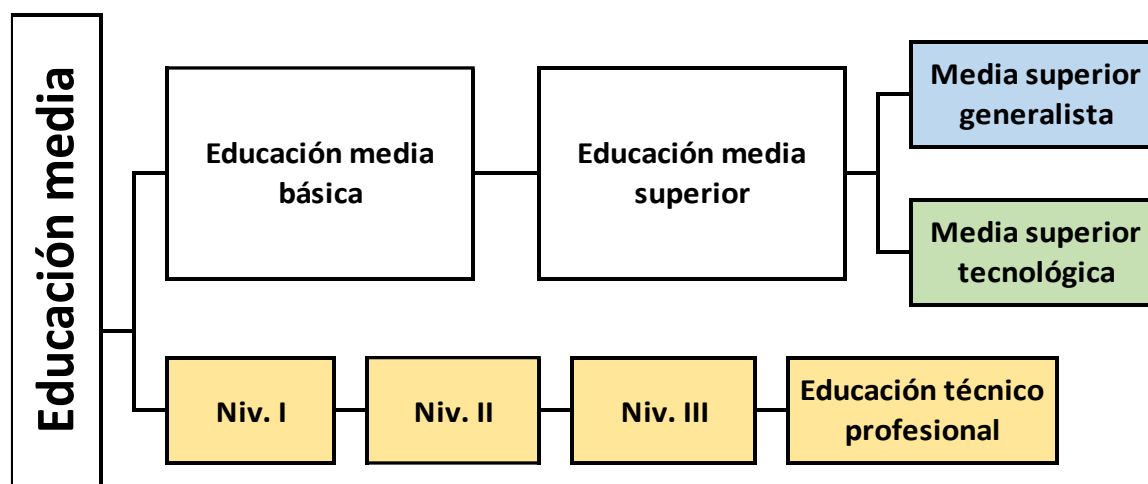 Educación media
Educación media
básica
Educación media
superior
Media superior
generalista
Media superior
tecnológica
Niv. I
Niv. II
Niv. III
Educación técnico
profesional